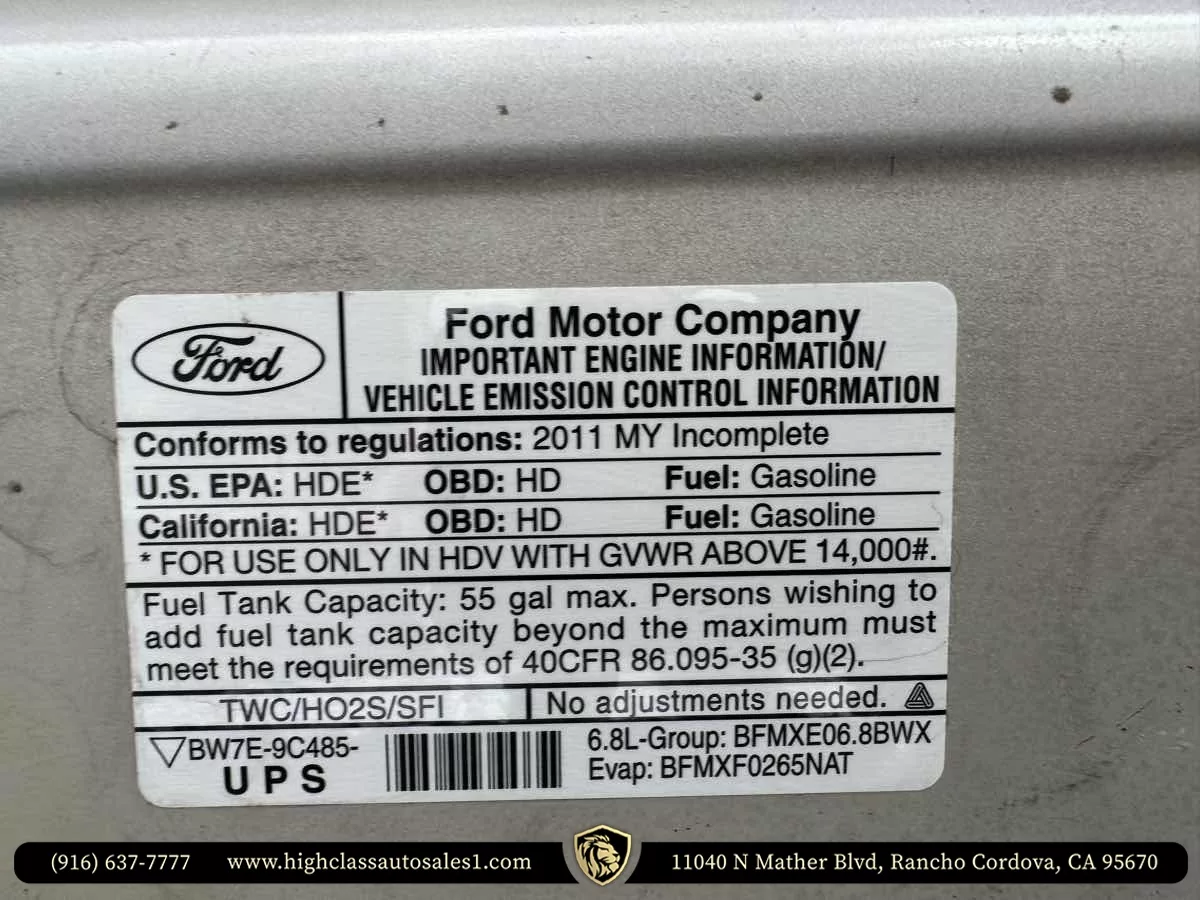 Ford
Ford Motor Company
IMPORTANT ENGINE INFORMATION/
VEHICLE EMISSION CONTROL INFORMATION
Conforms to regulations: 2011 MY Incomplete
U.S. EPA: HDE* OBD: HD Fuel: Gasoline
California: HDE* OBD: HD Fuel: Gasoline
* FOR USE ONLY IN HDV WITH GVWR ABOVE 14,000#.
Fuel Tank Capacity: 55 gal max. Persons wishing to
add fuel tank capacity beyond the maximum must
meet the requirements of 40CFR 86.095-35 (g)(2).
TWC/HO2S/SFI No adjustments needed.
BW7E-9C485-
UPS
6.8L-Group: BFMXE06.8BWX
Evap: BFMXF0265NAT
(916) 637-7777 www.highclassautosales1.com 11040 N Mather Blvd, Rancho Cordova, CA 95670